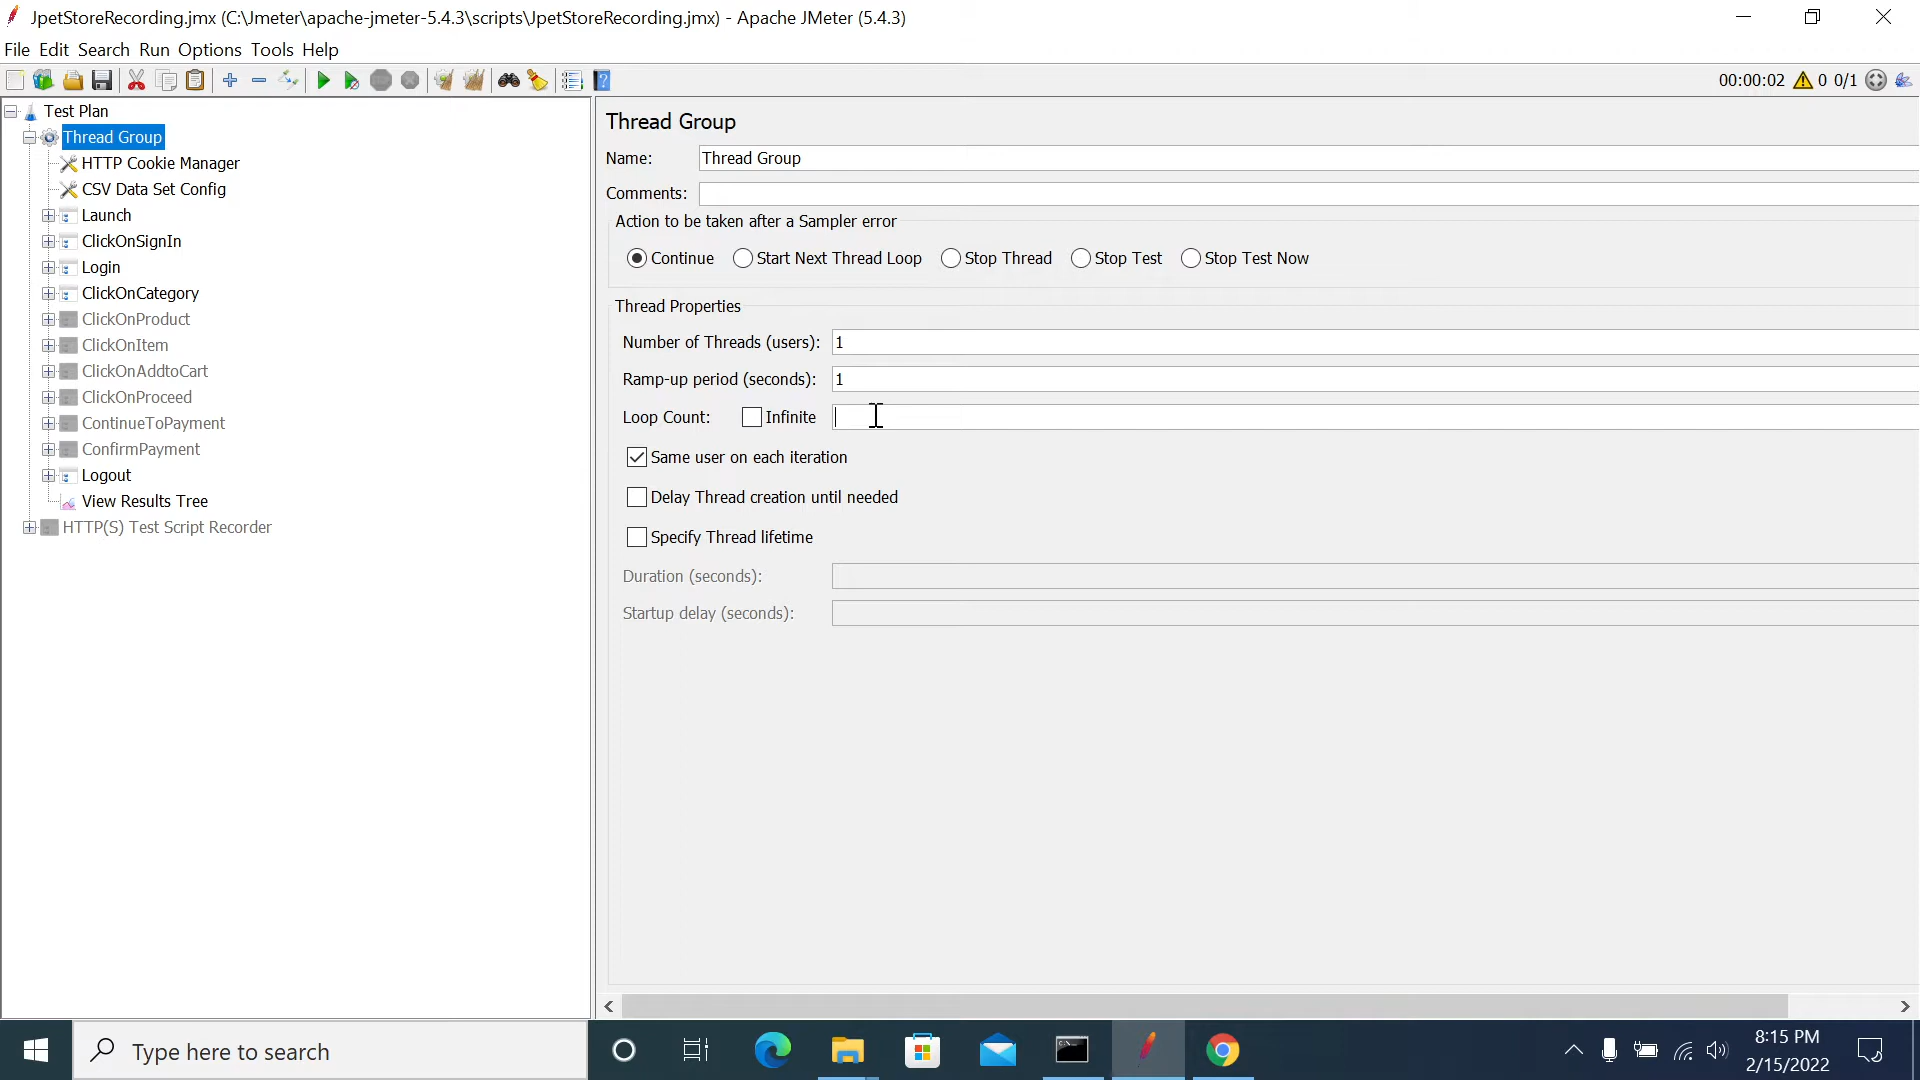 JpetStoreRecording.jmx (C:\Jmeter\apache-jmeter-5.4.3\scripts\JpetStoreRecording.jmx) - Apache JMeter (5.4.3)
File Edit Search Run Options Tools Help
00:00:02 0 0/1
Test Plan
Thread Group
HTTP Cookie Manager
CSV Data Set Config
Launch
ClickOnSignIn
Login
ClickOnCategory
ClickOnProduct
ClickOnItem
ClickOnAddtoCart
ClickOnProceed
ContinueToPayment
ConfirmPayment
Logout
View Results Tree
HTTP(S) Test Script Recorder
Thread Group
Name: Thread Group
Comments:
Action to be taken after a Sampler error
Continue Start Next Thread Loop Stop Thread Stop Test Stop Test Now
Thread Properties
Number of Threads (users): 1
Ramp-up period (seconds): 1
Loop Count: Infinite
Same user on each iteration
Delay Thread creation until needed
Specify Thread lifetime
Duration (seconds):
Startup delay (seconds):
Type here to search
8:15 PM
2/15/2022